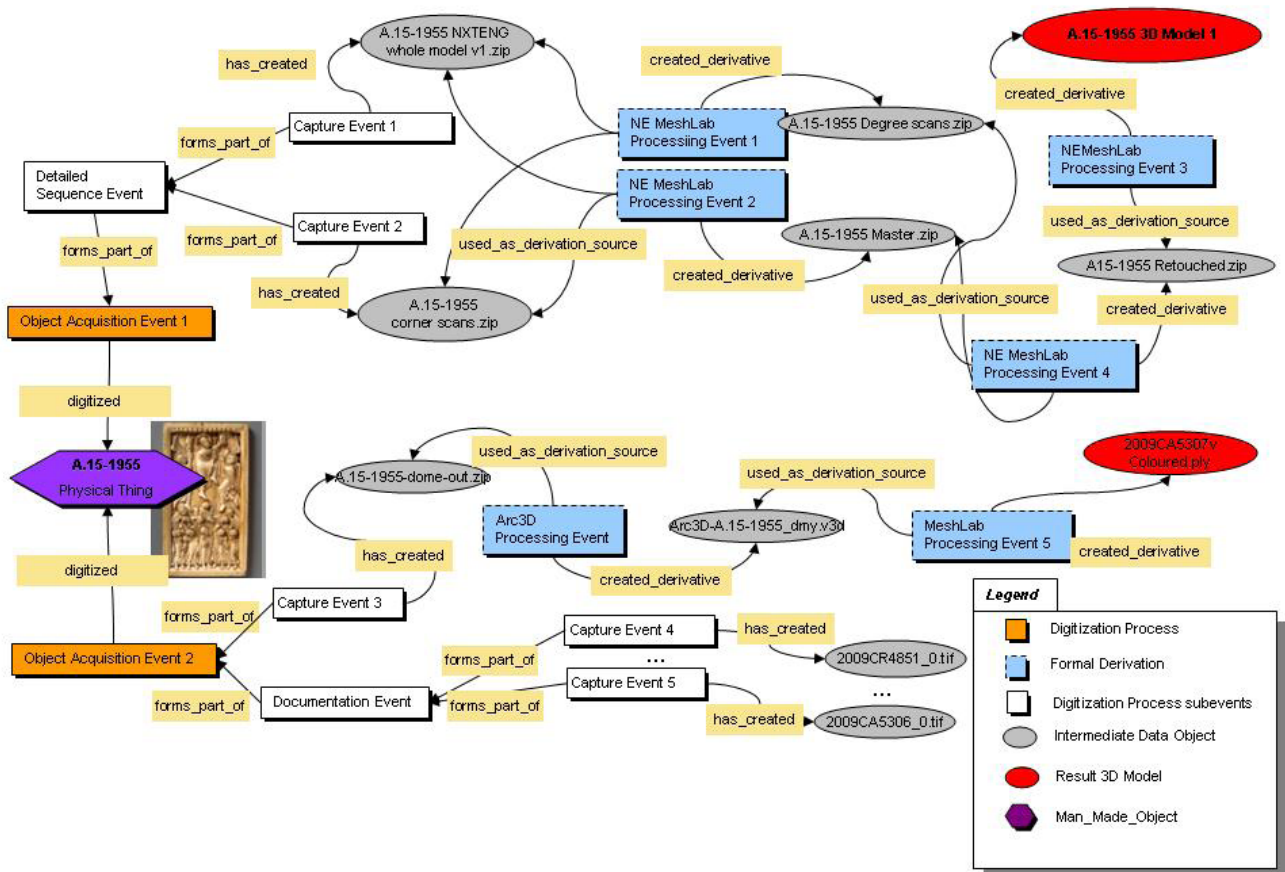 A.15-1955 NXTENG
whole model v1.zip
has_created
created_derivative
A.15-1955 3D Model 1
created_derivative
Capture Event 1
NE MeshLab
Processiing Event 1
A.15-1955 Degree scans.zip
forms_part_of
NEMeshLab
Processing Event 3
Detailed
Sequence Event
NE MeshLab
Processing Event 2
Capture Event 2
forms_part_of
used_as_derivation_source
A.15-1955 Master.zip
used_as_derivation_source
forms_part_of
created_derivative
A15-1955 Retouched.zip
has_created
used_as_derivation_source
created_derivative
A.15-1955
corner scans.zip
Object Acquisition Event 1
NE MeshLab
Processing Event 4
digitized
A.15-1955
Physical Thing
used_as_derivation_source
2009CA5307v
Coloured.ply
A.15-1955-dome-out.zip
used_as_derivation_source
Arc3D
Processing Event
Arc3D-A.15-1955_dmy.v3d
MeshLab
Processing Event 5
has_created
created_derivative
digitized
created_derivative
Capture Event 3
forms_part_of
Capture Event 4
has_created
Object Acquisition Event 2
forms_part_of
...
2009CR4851_0.tif
Capture Event 5
...
forms_part_of
Documentation Event
forms_part_of
has_created
2009CA5306_0.tif
Legend
Digitization Process
Formal Derivation
Digitization Process subevents
Intermediate Data Object
Result 3D Model
Man_Made_Object